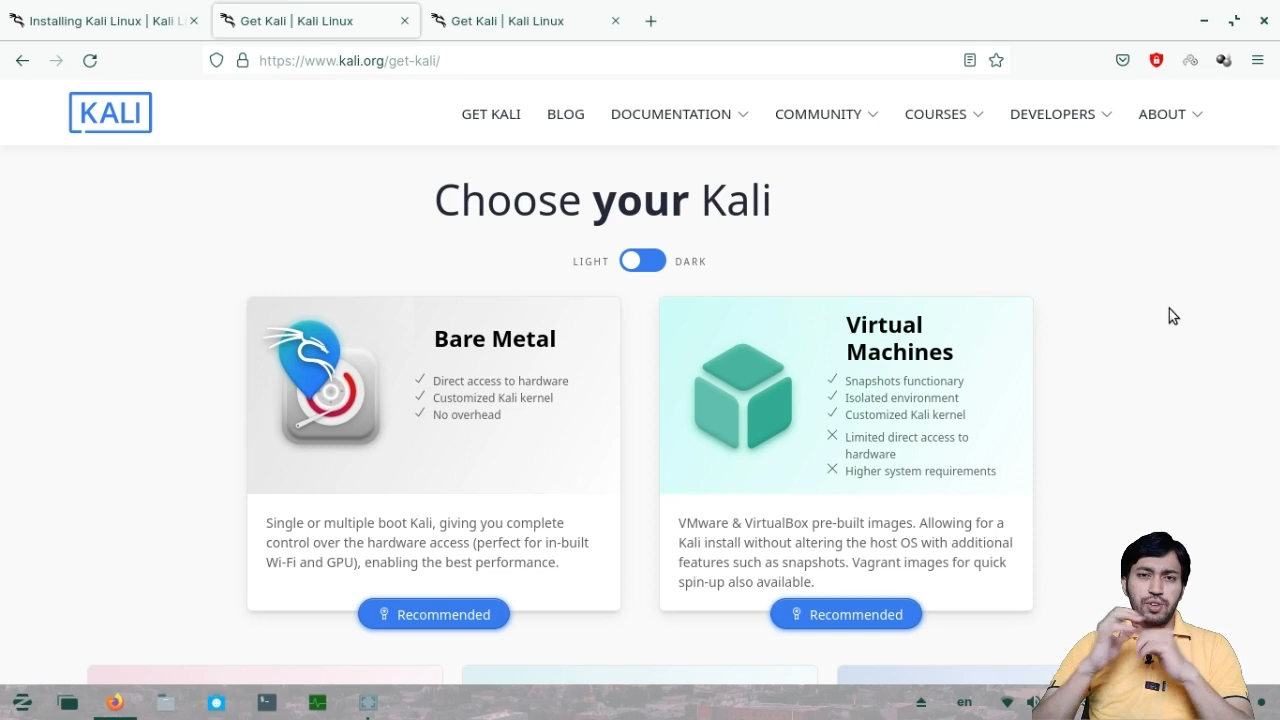 Installing Kali Linux | Kali Li
Get Kali | Kali Linux
Get Kali | Kali Linux
https://www.kali.org/get-kali/
KALI
GET KALI
BLOG
DOCUMENTATION
COMMUNITY
COURSES
DEVELOPERS
ABOUT
Choose your Kali
LIGHT
DARK
Bare Metal
Direct access to hardware
Customized Kali kernel
No overhead
Single or multiple boot Kali, giving you complete
control over the hardware access (perfect for in-built
Wi-Fi and GPU), enabling the best performance.
Recommended
Virtual
Machines
Snapshots functionary
Isolated environment
Customized Kali kernel
Limited direct access to
hardware
Higher system requirements
VMware & VirtualBox pre-built images. Allowing for a
Kali install without altering the host OS with additional
features such as snapshots. Vagrant images for quick
spin-up also available.
Recommended
en